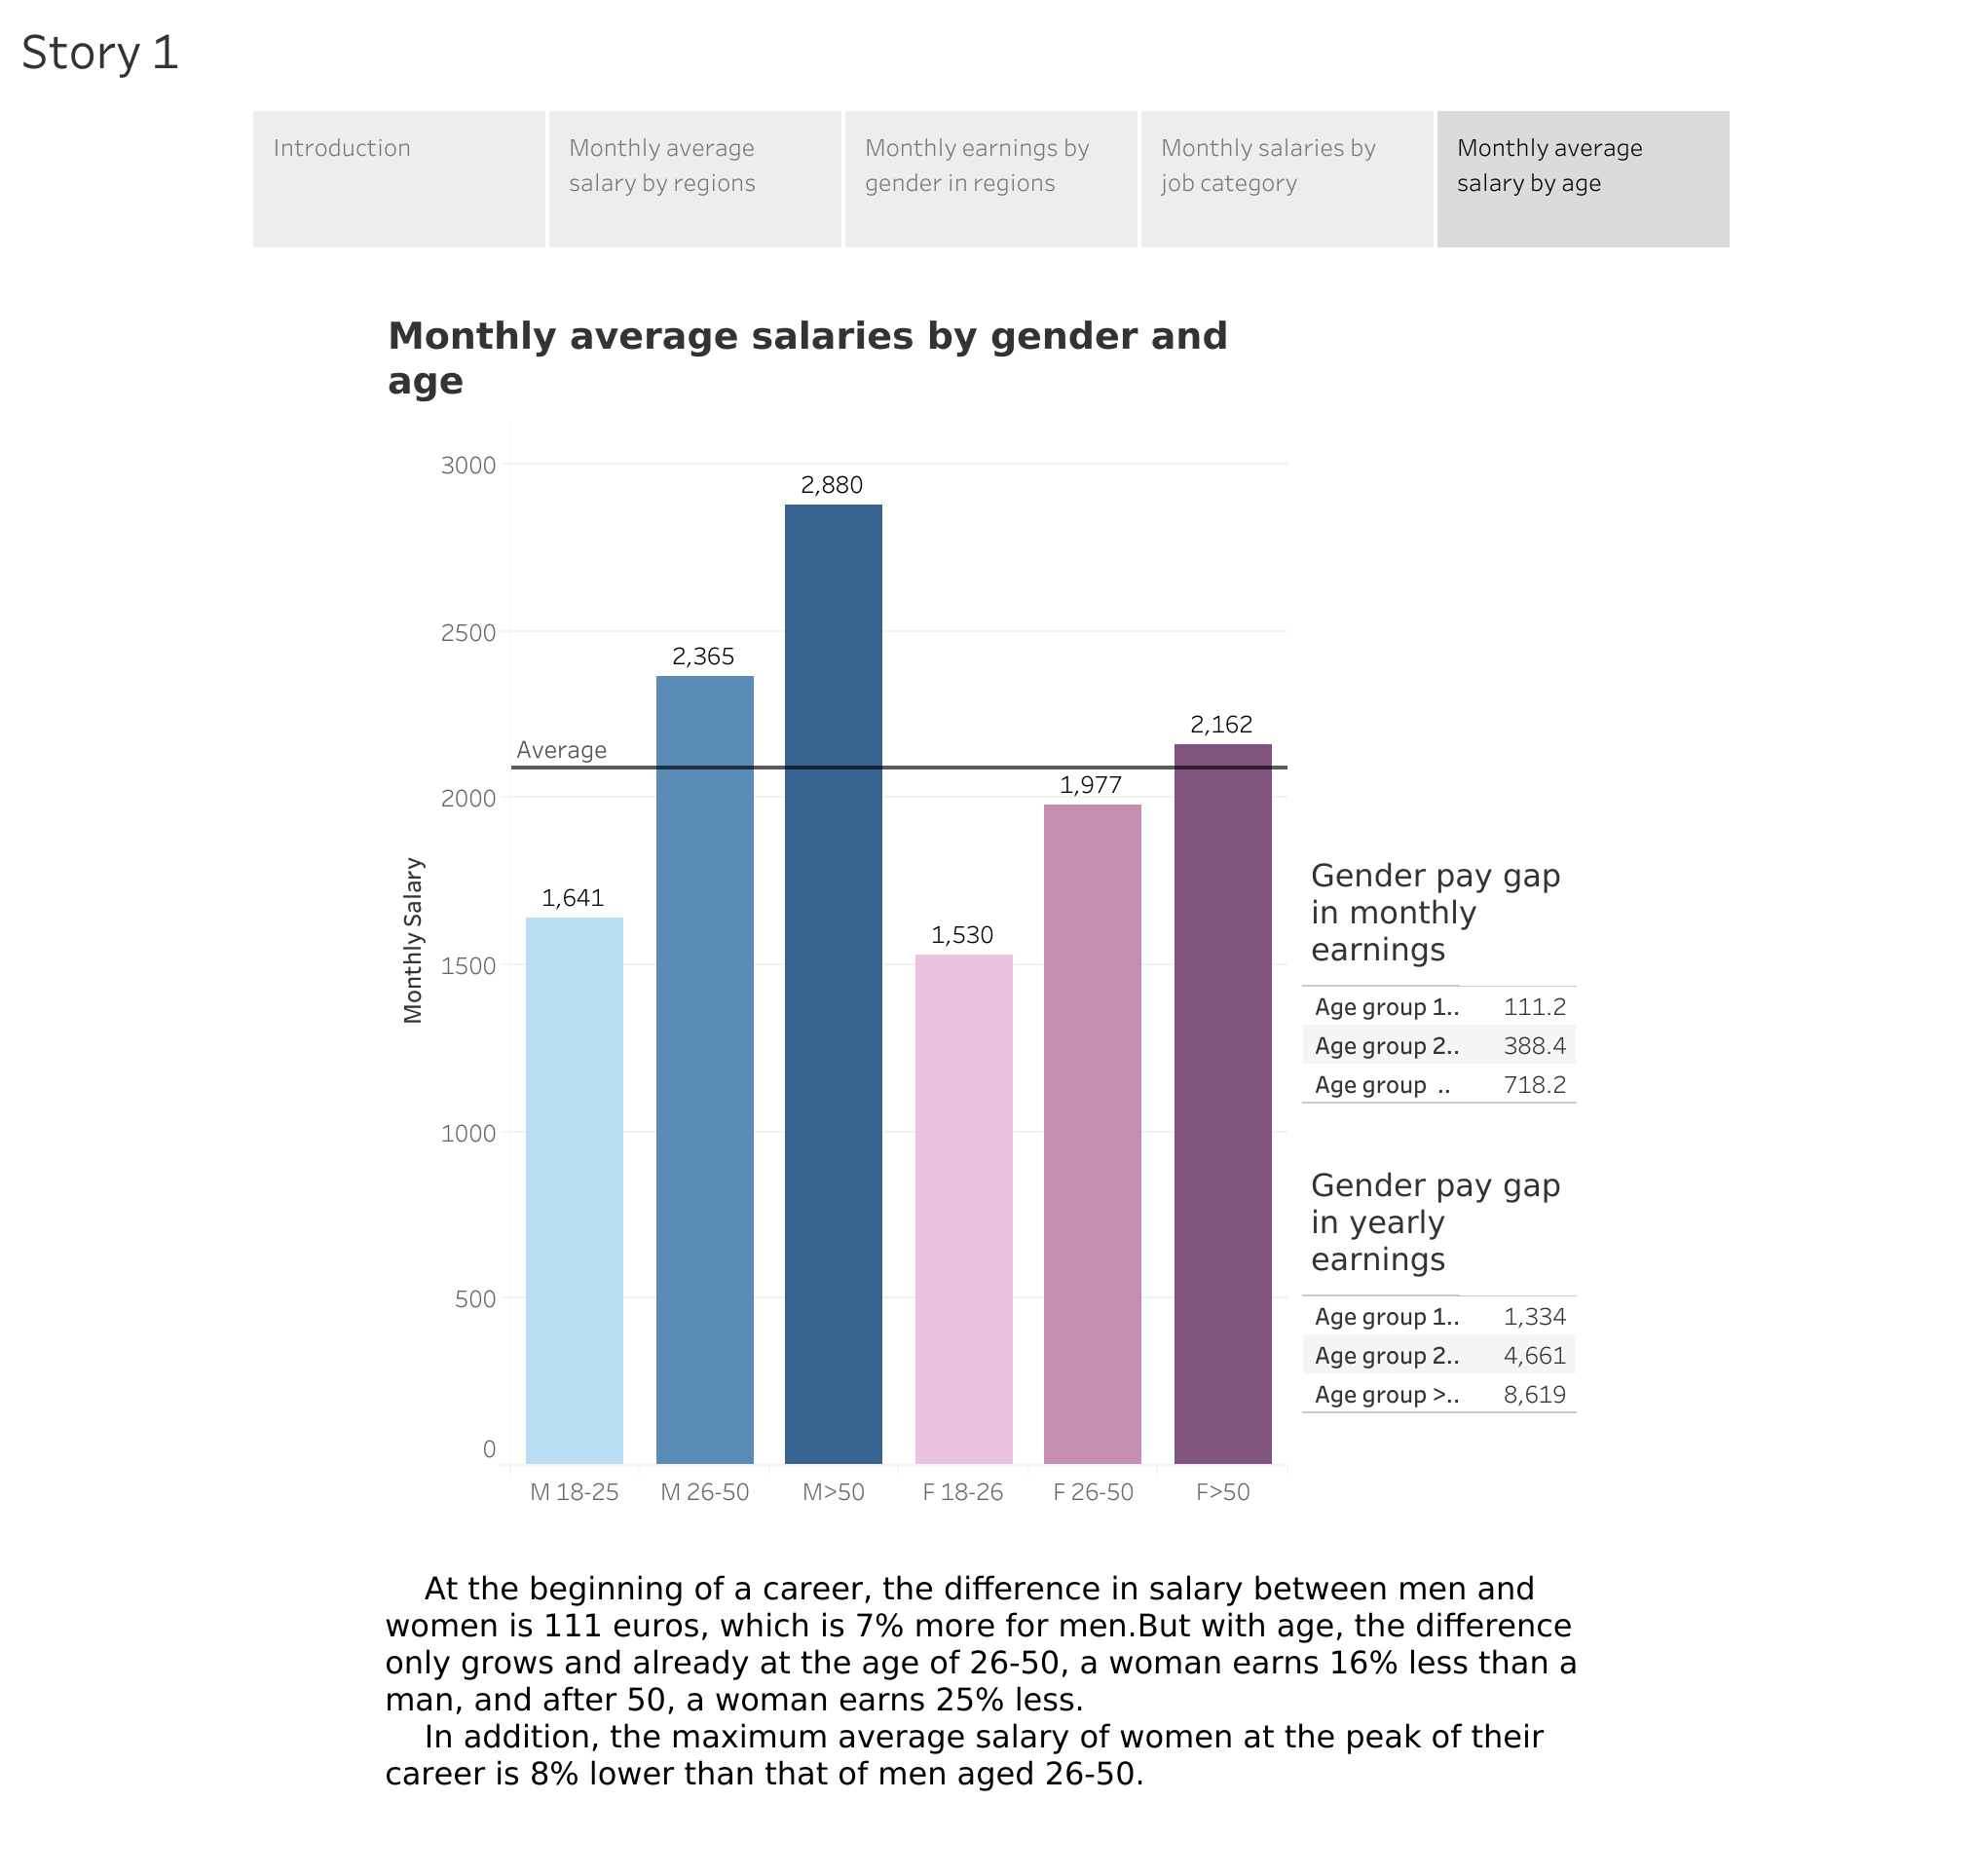 Story 1
Introduction
Monthly average
salary by regions
Monthly earnings by
gender in regions
Monthly salaries by
job category
Monthly average
salary by age
Monthly average salaries by gender and
age
3000
2500
2000
1500
1000
500
0
Monthly Salary
Average
1,641
2,365
2,880
1,530
1,977
2,162
M 18-25
M 26-50
M>50
F 18-26
F 26-50
F>50
Gender pay gap
in monthly
earnings
Age group 1.. 111.2
Age group 2.. 388.4
Age group .. 718.2
Gender pay gap
in yearly
earnings
Age group 1.. 1,334
Age group 2.. 4,661
Age group >.. 8,619
At the beginning of a career, the difference in salary between men and
women is 111 euros, which is 7% more for men.But with age, the difference
only grows and already at the age of 26-50, a woman earns 16% less than a
man, and after 50, a woman earns 25% less.
In addition, the maximum average salary of women at the peak of their
career is 8% lower than that of men aged 26-50.